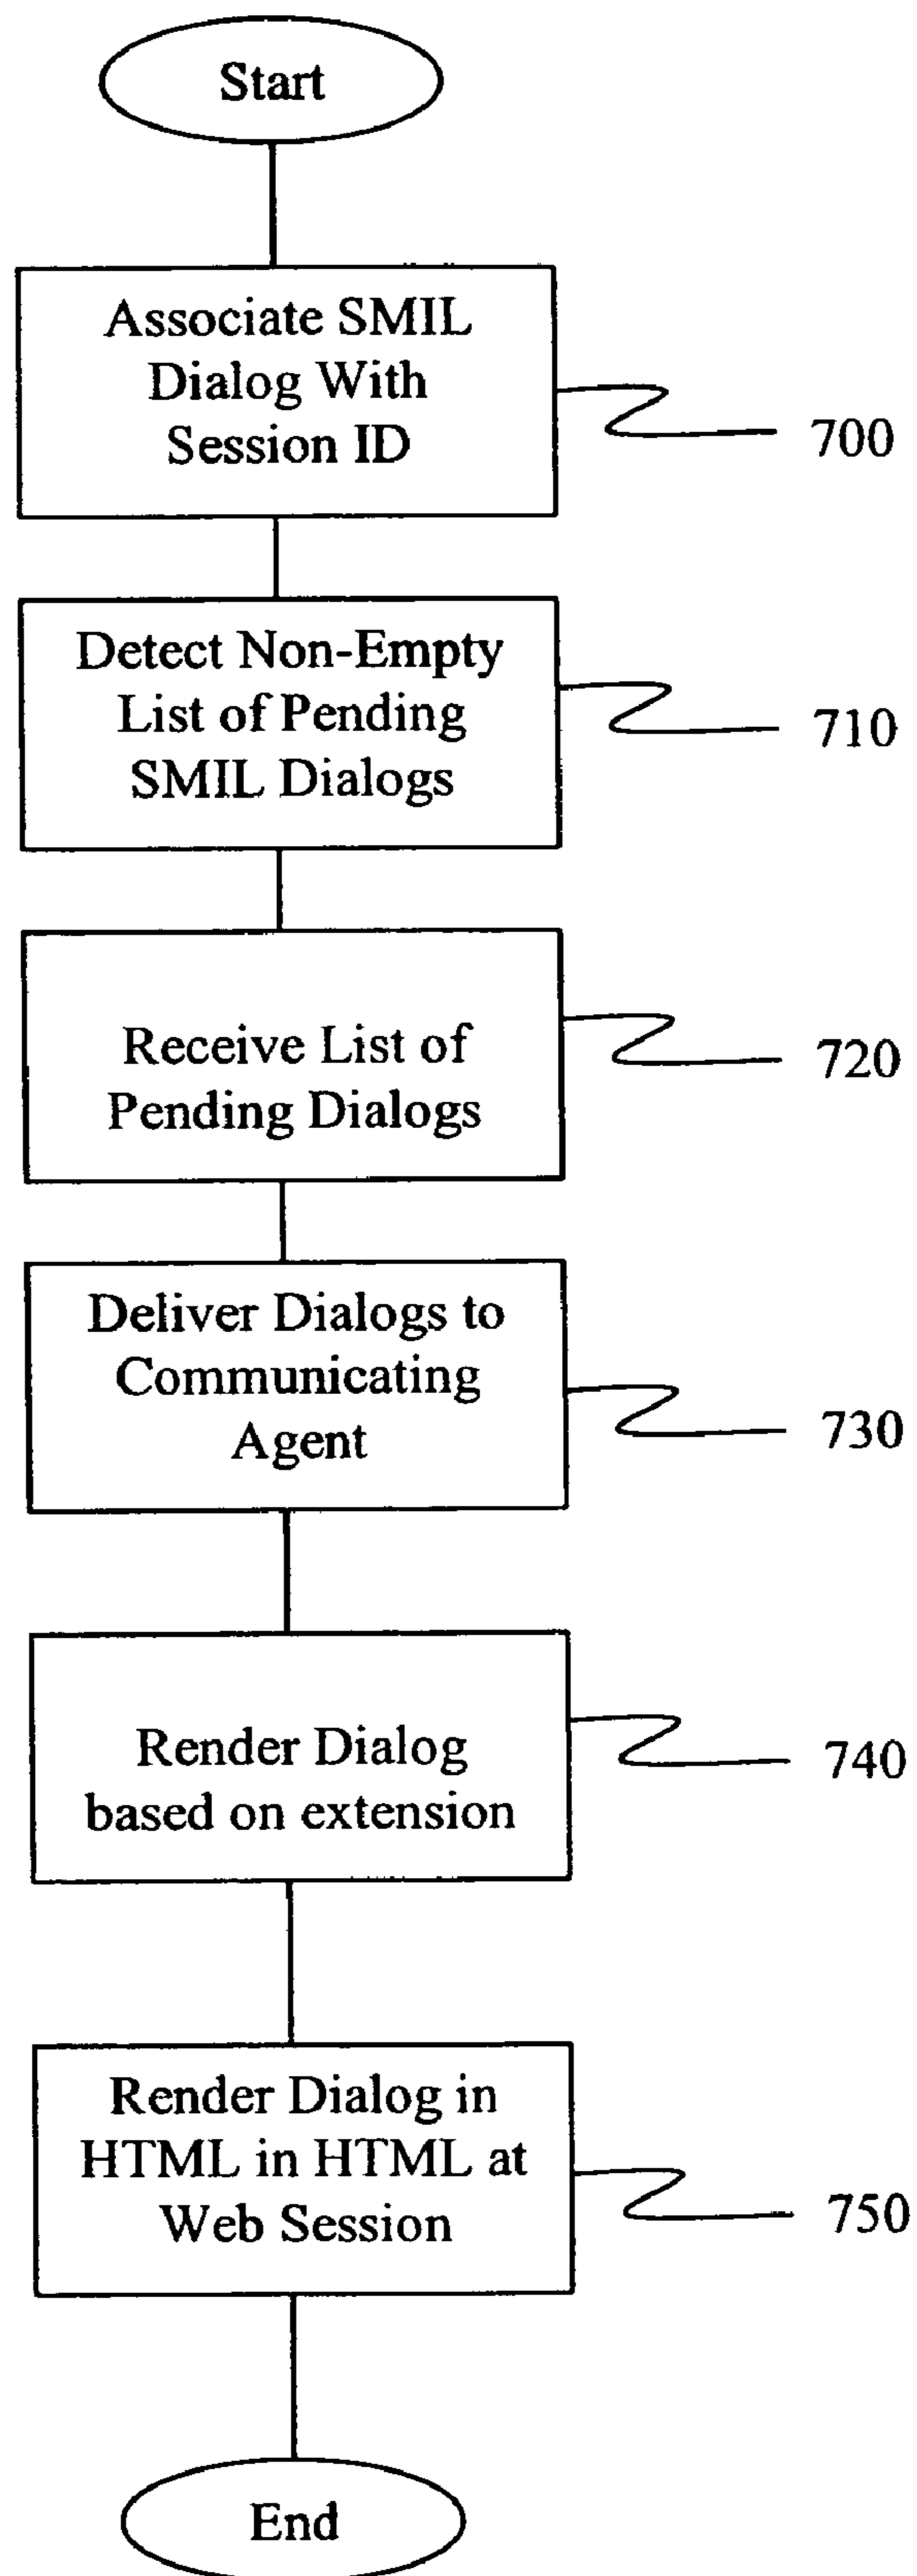 Start
Associate SMIL
Dialog With
Session ID
700
Detect Non-Empty
List of Pending
SMIL Dialogs
710
Receive List of
Pending Dialogs
720
Deliver Dialogs to
Communicating
Agent
730
Render Dialog
based on extension
740
Render Dialog in
HTML in HTML at
Web Session
750
End